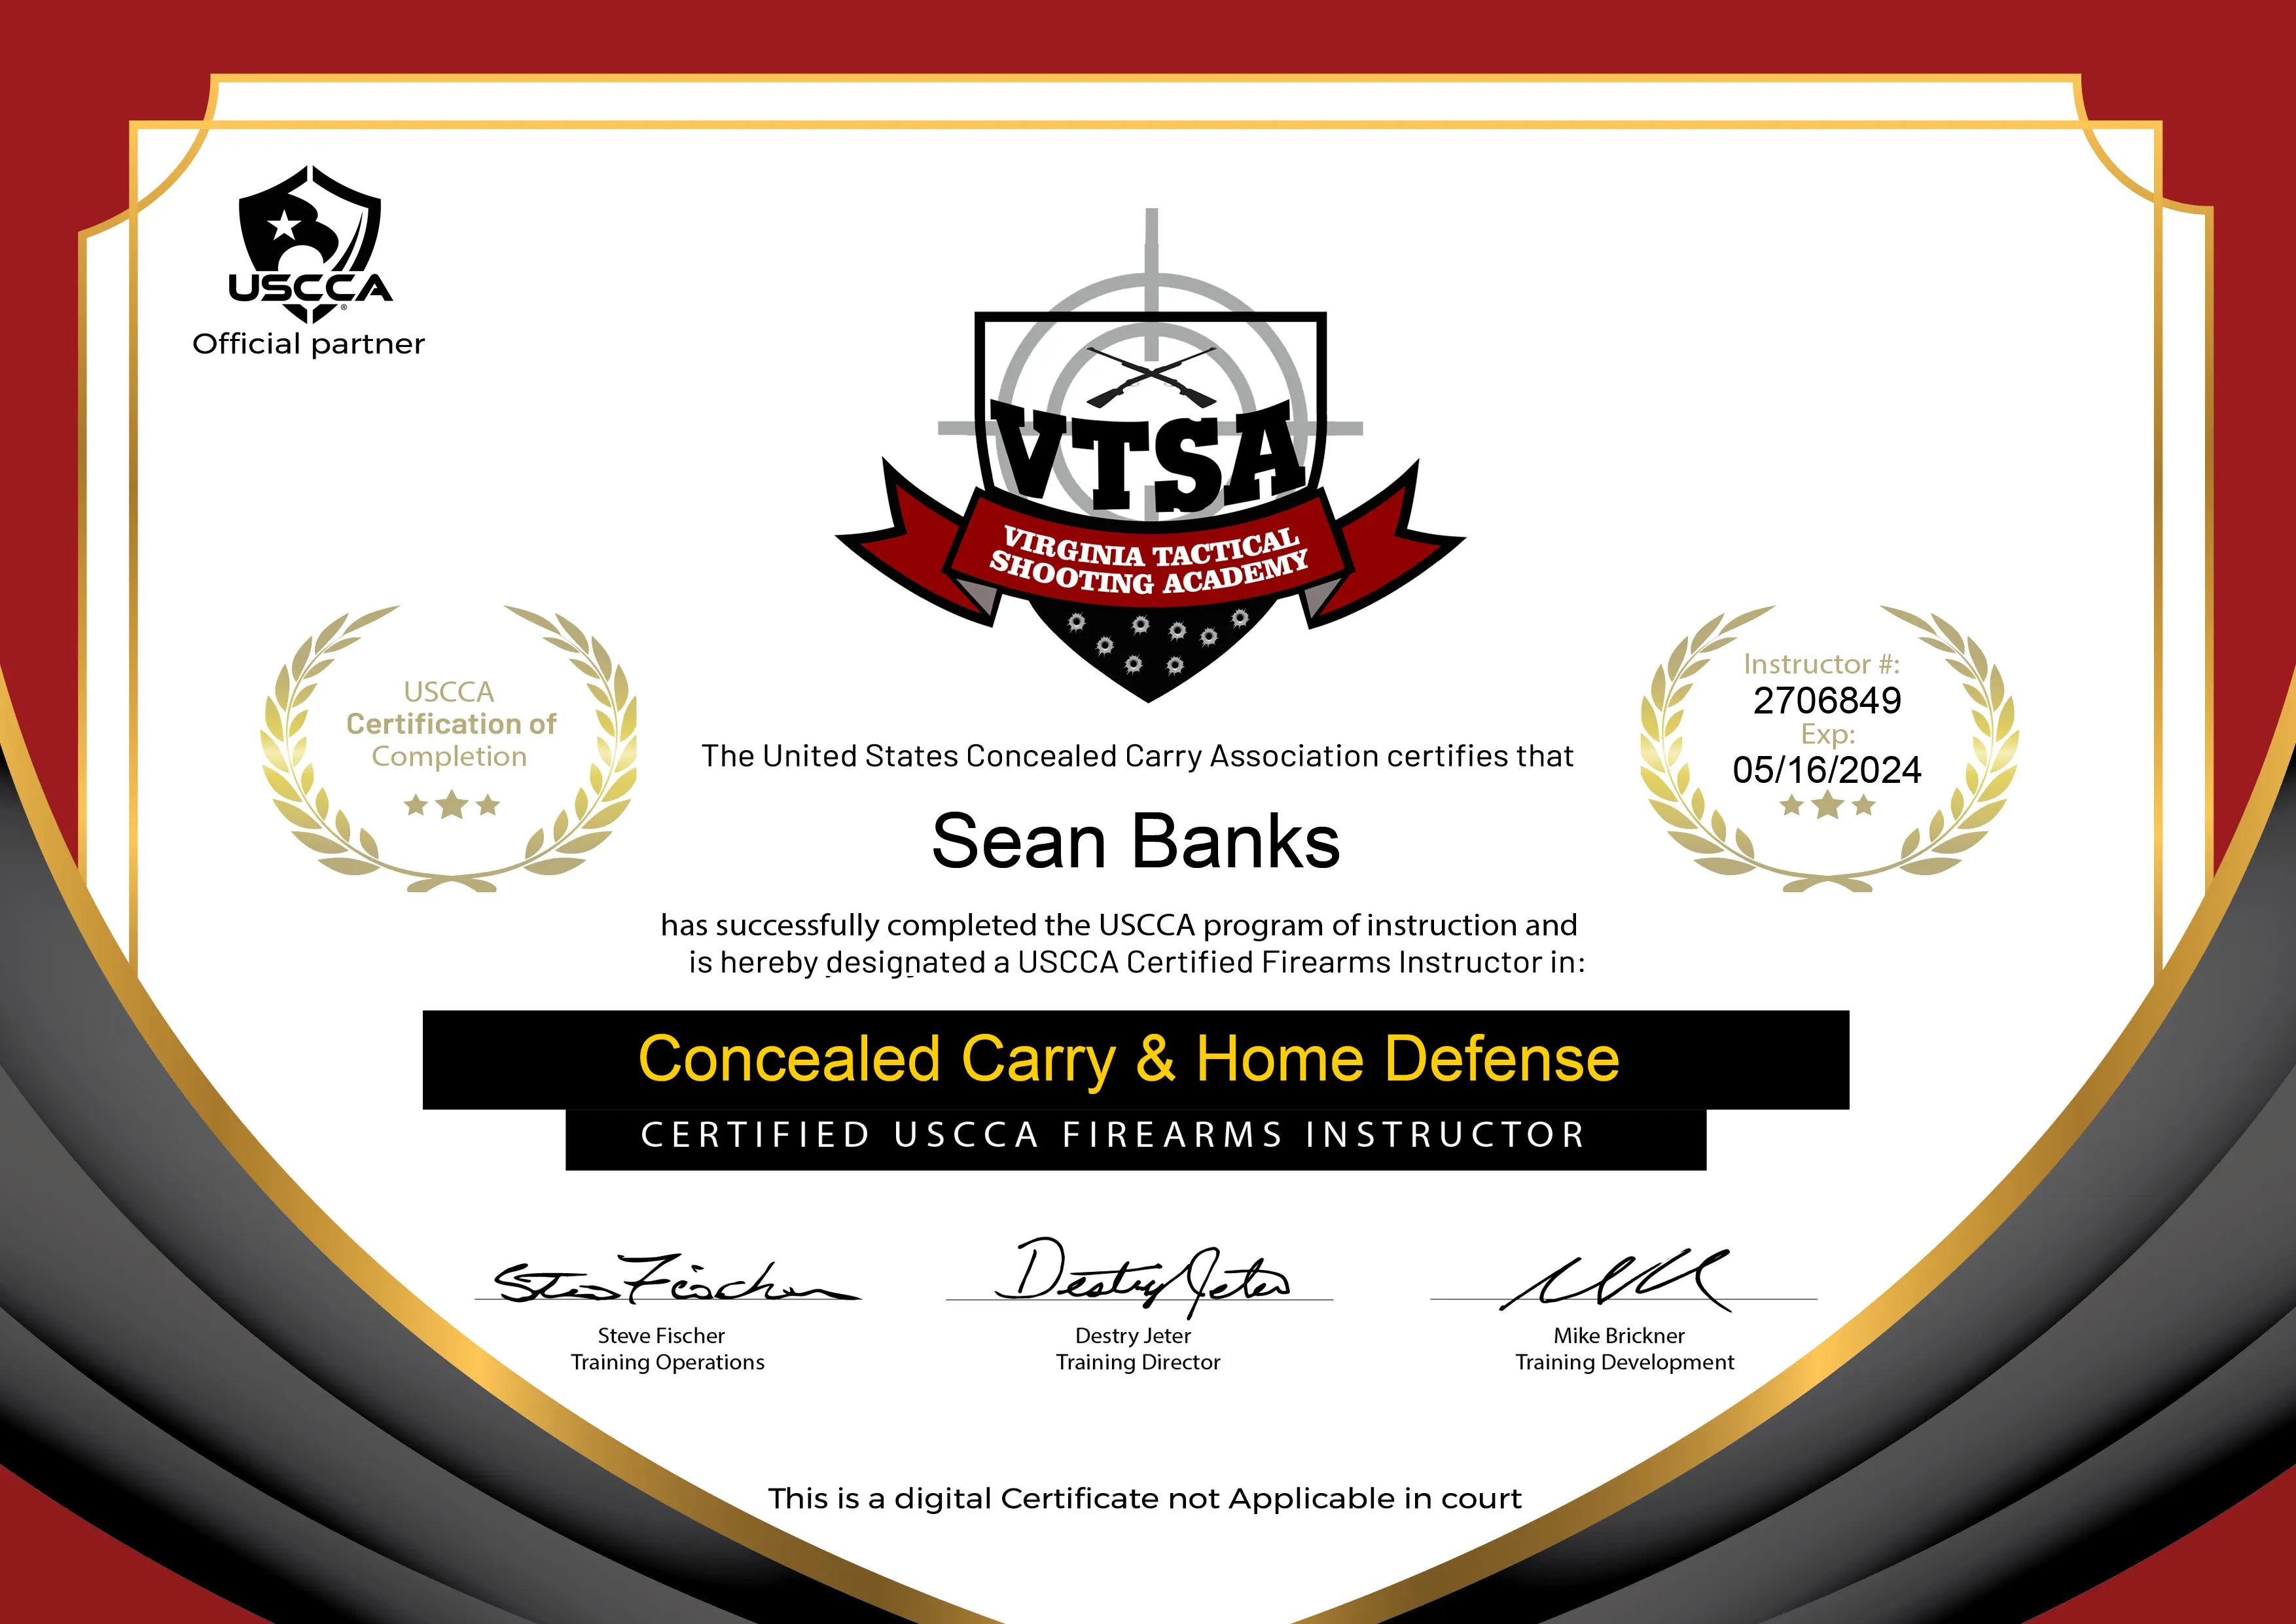 USCCA
®
Official partner
VTSA
VIRGINIA TACTICAL
SHOOTING ACADEMY
USCCA
Certification of
Completion
Instructor #:
2706849
Exp:
05/16/2024
The United States Concealed Carry Association certifies that
Sean Banks
has successfully completed the USCCA program of instruction and
is hereby designated a USCCA Certified Firearms Instructor in:
Concealed Carry & Home Defense
CERTIFIED USCCA FIREARMS INSTRUCTOR
Steve Fischer
Destry Jeter
Steve Fischer
Training Operations
Destry Jeter
Training Director
Mike Brickner
Training Development
This is a digital Certificate not Applicable in court